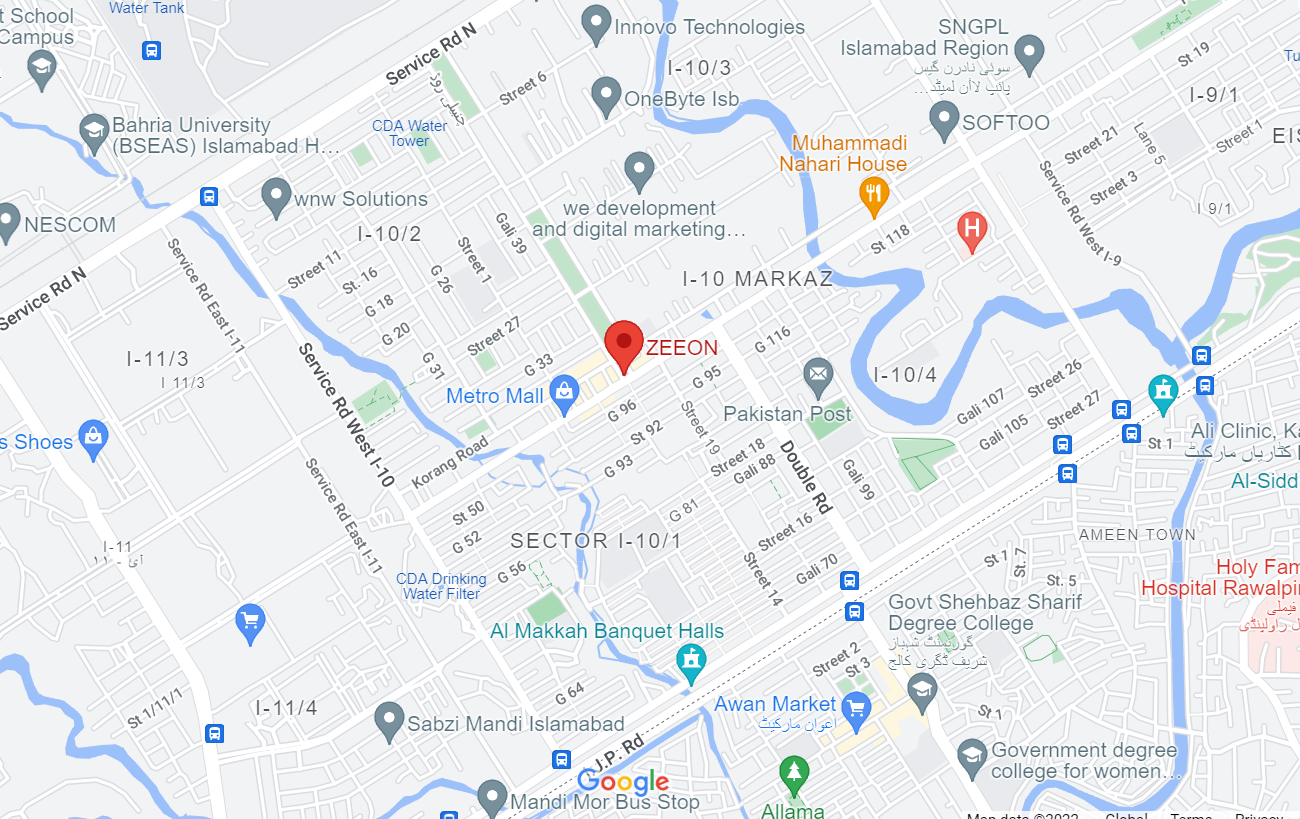 t School
Campus
Water Tank
Service Rd N
Innovo Technologies
SNGPL
Islamabad Region
سوئی ناردرن گیس
پائپ لاأن لمیٹڈ...
St 19
Tu
I-10/3
Street 6
جسبلی روڈ
OneByte Isb
I-9/1
Bahria University
(BSEAS) Islamabad H...
CDA Water
Tower
Muhammadi
Nahari House
SOFTOO
Street 21
Lane 5
Street 1
EIS
Street 3
Service Rd West I-9
I 9/1
NESCOM
wnw Solutions
I-10/2
we development
and digital marketing...
Gali 39
Street 1
St 118
Street 11
St. 16
G 26
G 18
G 20
Service Rd N
Service Rd East I-11
I-10 MARKAZ
Street 27
G 33
G 31
ZEEON
G 116
I-11/3
I 11/3
Service Rd West I-10
Metro Mall
G 95
I-10/4
Pakistan Post
G 96
Street 19
Gali 107
Street 26
Gali 105
Street 27
s Shoes
Korang Road
St 92
G 93
Street 18
Gali 88
Double Rd
Gali 99
St 1
Ali Clinic, Ka
کٹاریاں مارکیٹ
Al-Sidd
Service Rd East I-11
St 50
G 52
G 81
Street 16
SECTOR I-10/1
I-11
آئی - ۱۱
AMEEN TOWN
G 56
Gali 70
Street 14
St 1
St. 7
St. 5
CDA Drinking
Water Filter
Holy Fam
Hospital Rawalpin
فیملی
ل راولپنڈی
Govt Shehbaz Sharif
Degree College
گورنمنٹ شہباز
شریف ڈگری کالج
Al Makkah Banquet Halls
Street 2
St 3
G 64
St 1/11/1
I-11/4
Sabzi Mandi Islamabad
Awan Market
اعوان مارکیٹ
St 1
I.J.P. Rd
Government degree
college for women...
Google
Mandi Mor Bus Stop
Allama
Map data ©2022
Global
Terms
Privacy